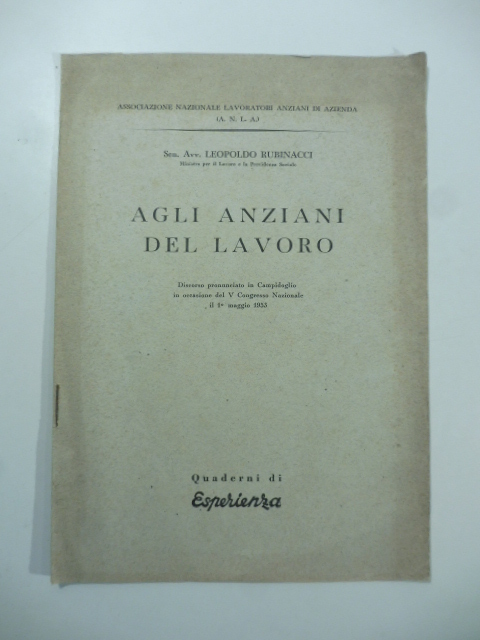 ASSOCIAZIONE NAZIONALE LAVORATORI ANZIANI DI AZIENDA
(A. N. L. A.)
Sen. Avv. LEOPOLDO RUBINACCI
Ministro per il Lavoro e la Previdenza Sociale
AGLI ANZIANI
DEL LAVORO
Discorso pronunciato in Campidoglio
in occasione del V Congresso Nazionale
il 1° maggio 1953
Quaderni di
Esperienza